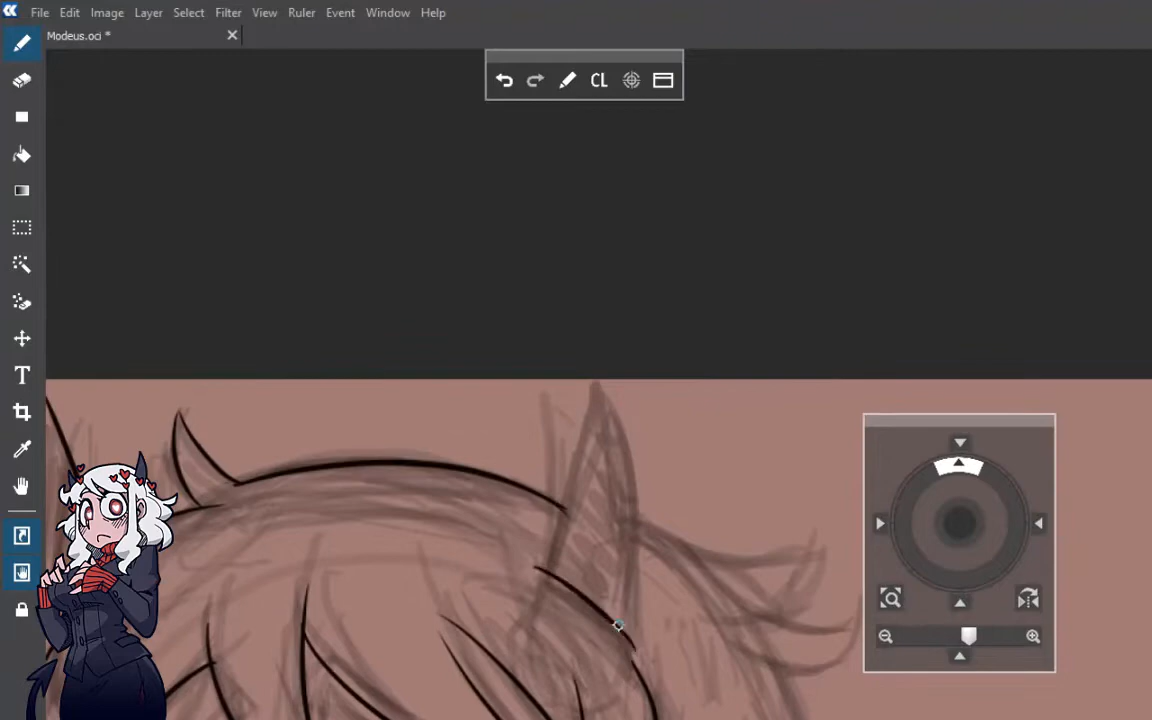 File Edit Image Layer Select Filter View Ruler Event Window Help
Modeus.oci *
CL
T